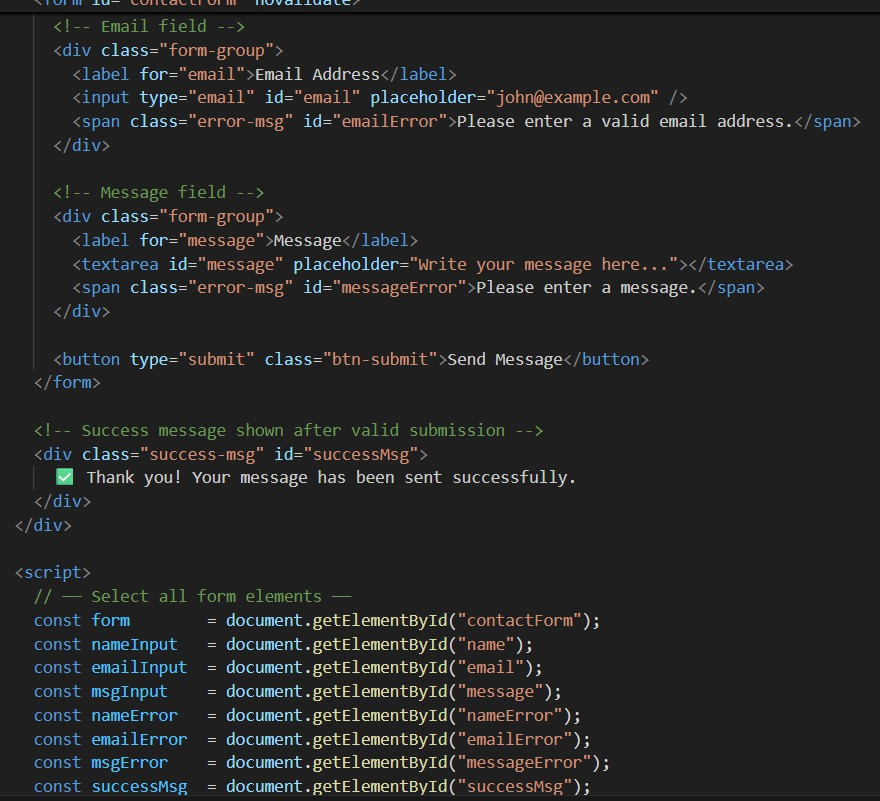 <form id="contactForm" novalidate>
<!-- Email field -->
<div class="form-group">
<label for="email">Email Address</label>
<input type="email" id="email" placeholder="john@example.com" />
<span class="error-msg" id="emailError">Please enter a valid email address.</span>
</div>
<!-- Message field -->
<div class="form-group">
<label for="message">Message</label>
<textarea id="message" placeholder="Write your message here..."></textarea>
<span class="error-msg" id="messageError">Please enter a message.</span>
</div>
<button type="submit" class="btn-submit">Send Message</button>
</form>
<!-- Success message shown after valid submission -->
<div class="success-msg" id="successMsg">
✅ Thank you! Your message has been sent successfully.
</div>
</div>
<script>
// ── Select all form elements ──
const form        = document.getElementById("contactForm");
const nameInput   = document.getElementById("name");
const emailInput  = document.getElementById("email");
const msgInput    = document.getElementById("message");
const nameError   = document.getElementById("nameError");
const emailError  = document.getElementById("emailError");
const msgError    = document.getElementById("messageError");
const successMsg  = document.getElementById("successMsg");